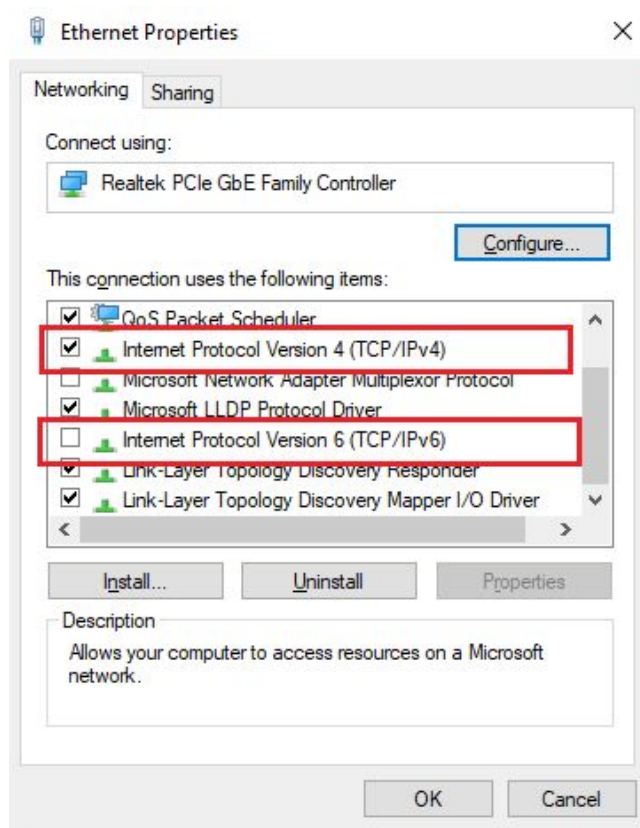 Ethernet Properties
Networking
Sharing
Connect using:
Realtek PCIe GbE Family Controller
Configure...
This connection uses the following items:
QoS Packet Scheduler
Internet Protocol Version 4 (TCP/IPv4)
Microsoft Network Adapter Multiplexor Protocol
Microsoft LLDP Protocol Driver
Internet Protocol Version 6 (TCP/IPv6)
Link-Layer Topology Discovery Responder
Link-Layer Topology Discovery Mapper I/O Driver
Install...
Uninstall
Properties
Description
Allows your computer to access resources on a Microsoft
network.
OK
Cancel